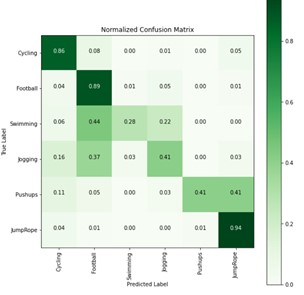 Normalized Confusion Matrix
Cycling 0.86 0.08 0.00 0.01 0.00 0.05
Football 0.04 0.89 0.01 0.05 0.00 0.01
Swimming 0.06 0.44 0.28 0.22 0.00 0.00
Jogging 0.16 0.37 0.03 0.41 0.00 0.03
Pushups 0.11 0.05 0.00 0.03 0.41 0.41
JumpRope 0.04 0.01 0.00 0.00 0.00 0.94
True Label
Cycling
Football
Swimming
Jogging
Pushups
JumpRope
Predicted Label
0.8
0.6
0.4
0.2
0.0